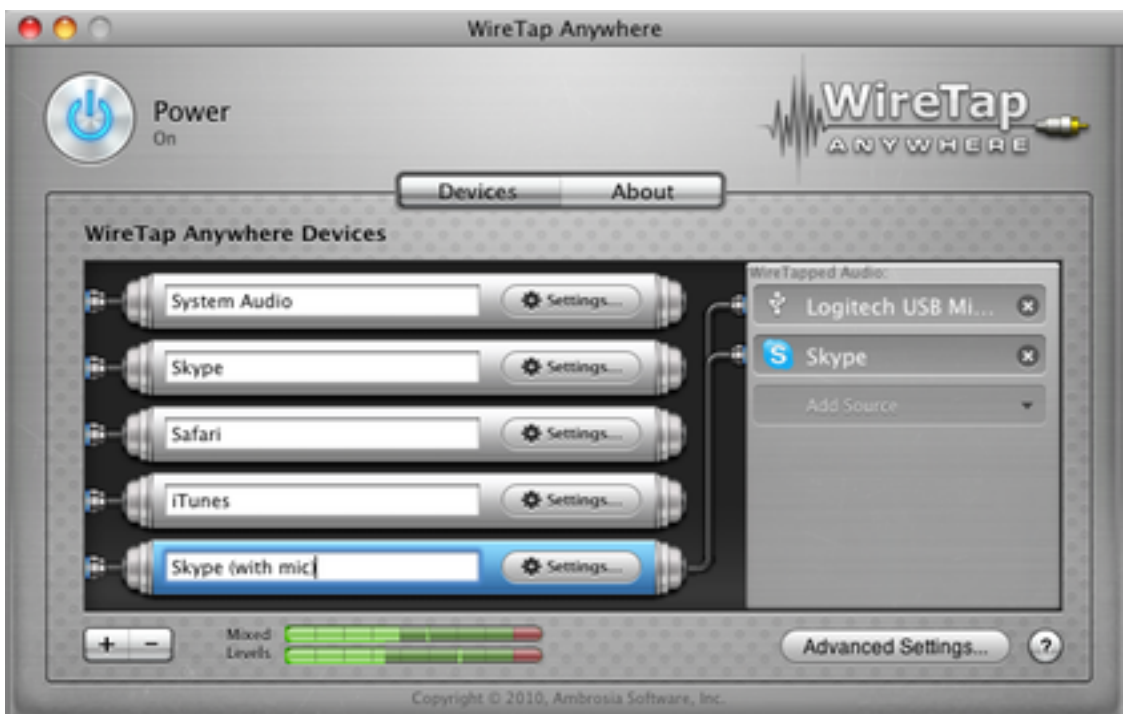 WireTap Anywhere
Power
On
WireTap
ANYWHERE
Devices
About
WireTap Anywhere Devices
WireTapped Audio:
System Audio
Settings...
Logitech USB Mi...
Skype
Settings...
Skype
Add Source
Safari
Settings...
iTunes
Settings...
Skype (with mic)
Settings...
+ −
Mixed
Levels
Advanced Settings...
?
Copyright © 2010, Ambrosia Software, Inc.